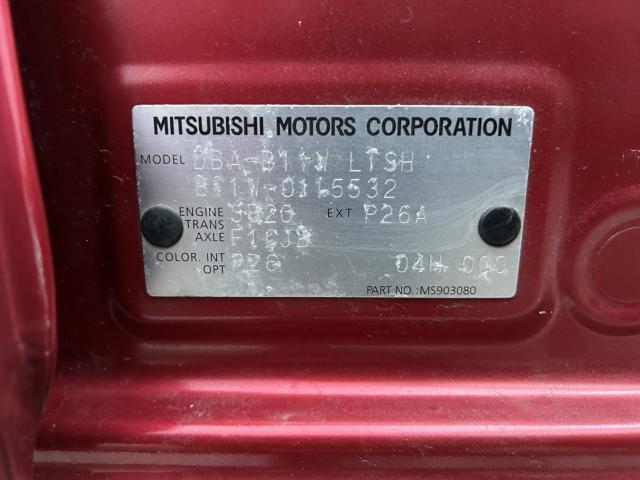 MITSUBISHI MOTORS CORPORATION
MODEL DBA-B11W LTSH
B11W-0115532
ENGINE 3B20 EXT P26A
TRANS
AXLE F1CJB
COLOR. INT 26 04H 000
OPT
PART NO.: MS903080